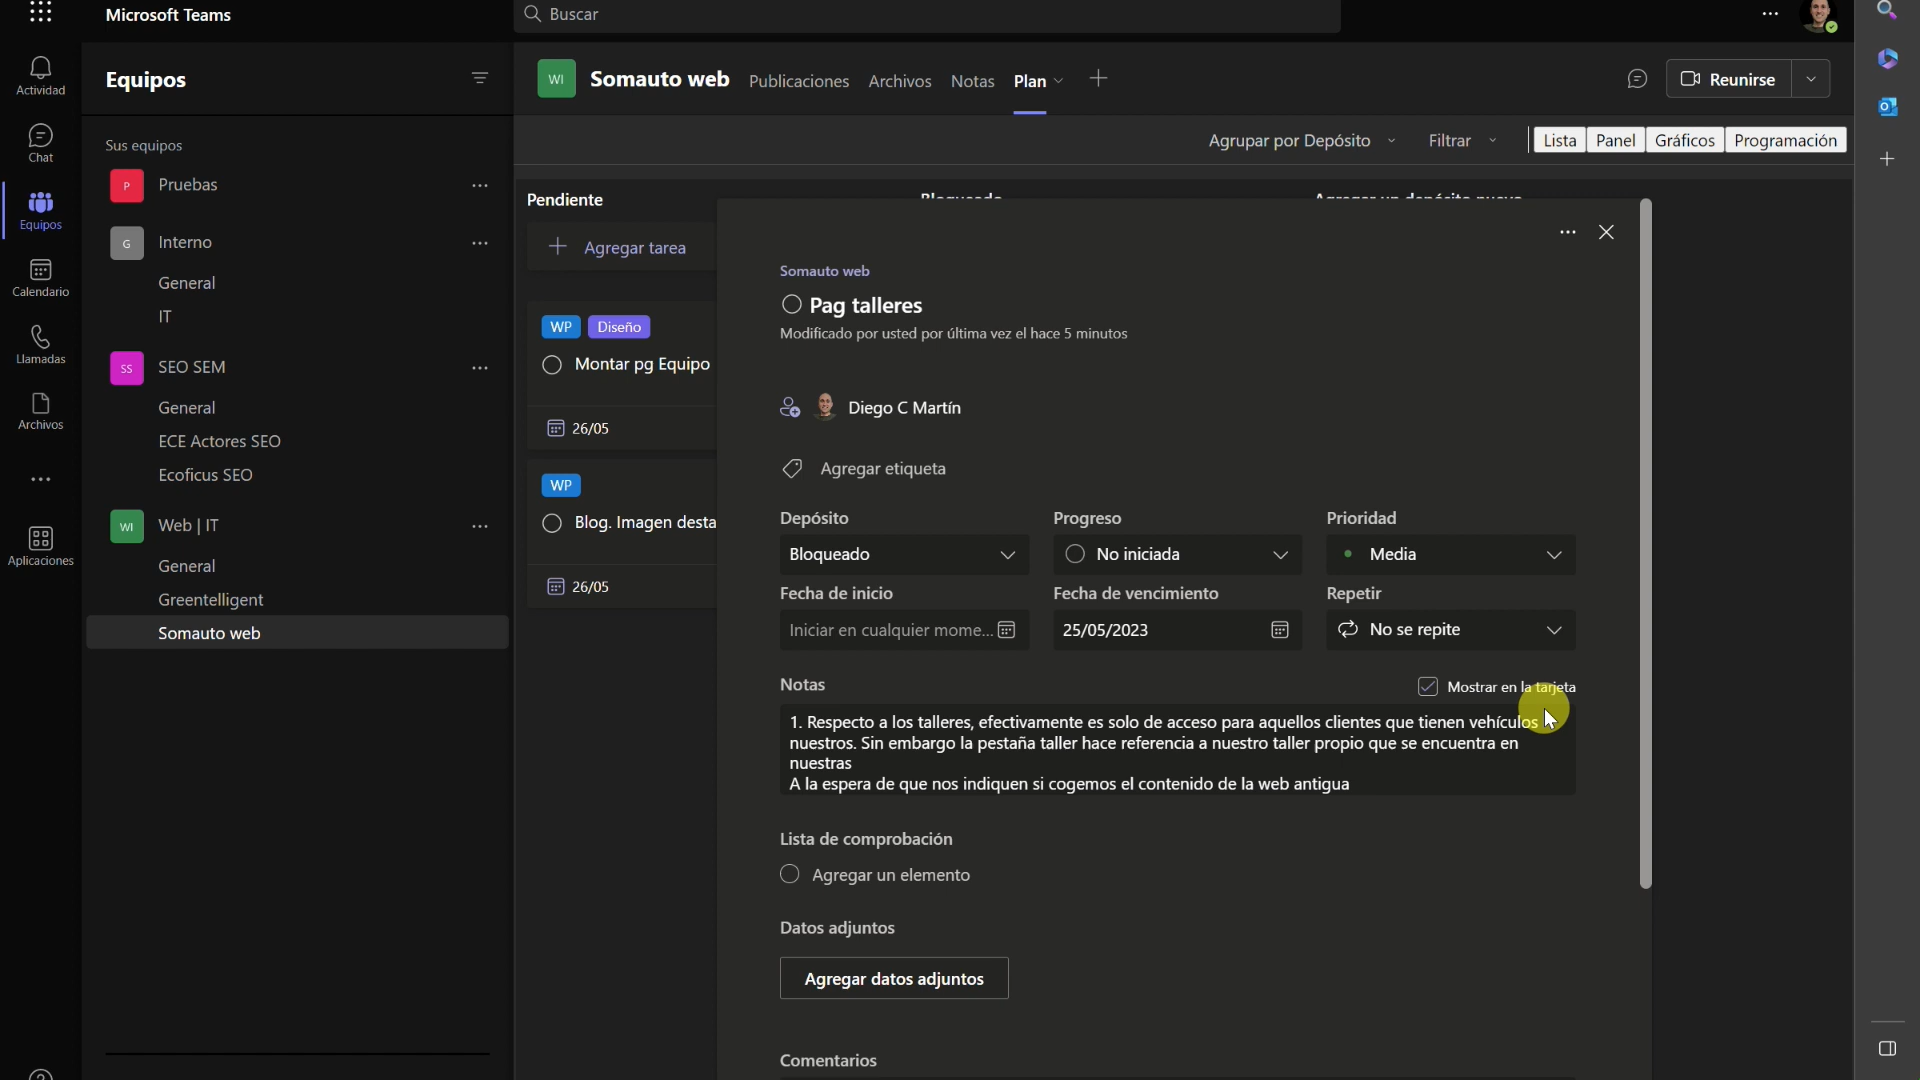 Microsoft Teams
Buscar
Actividad
Chat
Equipos
Calendario
Llamadas
Archivos
Aplicaciones
Equipos
Sus equipos
P Pruebas
G Interno
General
IT
SS SEO SEM
General
ECE Actores SEO
Ecoficus SEO
WI Web | IT
General
Greentelligent
Somauto web
WI Somauto web Publicaciones Archivos Notas Plan
Reunirse
Agrupar por Depósito Filtrar Lista Panel Gráficos Programación
Pendiente
Bloqueado
Agregar un depósito nuevo
Agregar tarea
WP Diseño
Montar pg Equipo
26/05
WP
Blog. Imagen desta
26/05
Somauto web
Pag talleres
Modificado por usted por última vez el hace 5 minutos
Diego C Martín
Agregar etiqueta
Depósito Progreso Prioridad
Bloqueado No iniciada Media
Fecha de inicio Fecha de vencimiento Repetir
Iniciar en cualquier mome... 25/05/2023 No se repite
Notas Mostrar en la tarjeta
1. Respecto a los talleres, efectivamente es solo de acceso para aquellos clientes que tienen vehículos
nuestros. Sin embargo la pestaña taller hace referencia a nuestro taller propio que se encuentra en
nuestras
A la espera de que nos indiquen si cogemos el contenido de la web antigua
Lista de comprobación
Agregar un elemento
Datos adjuntos
Agregar datos adjuntos
Comentarios